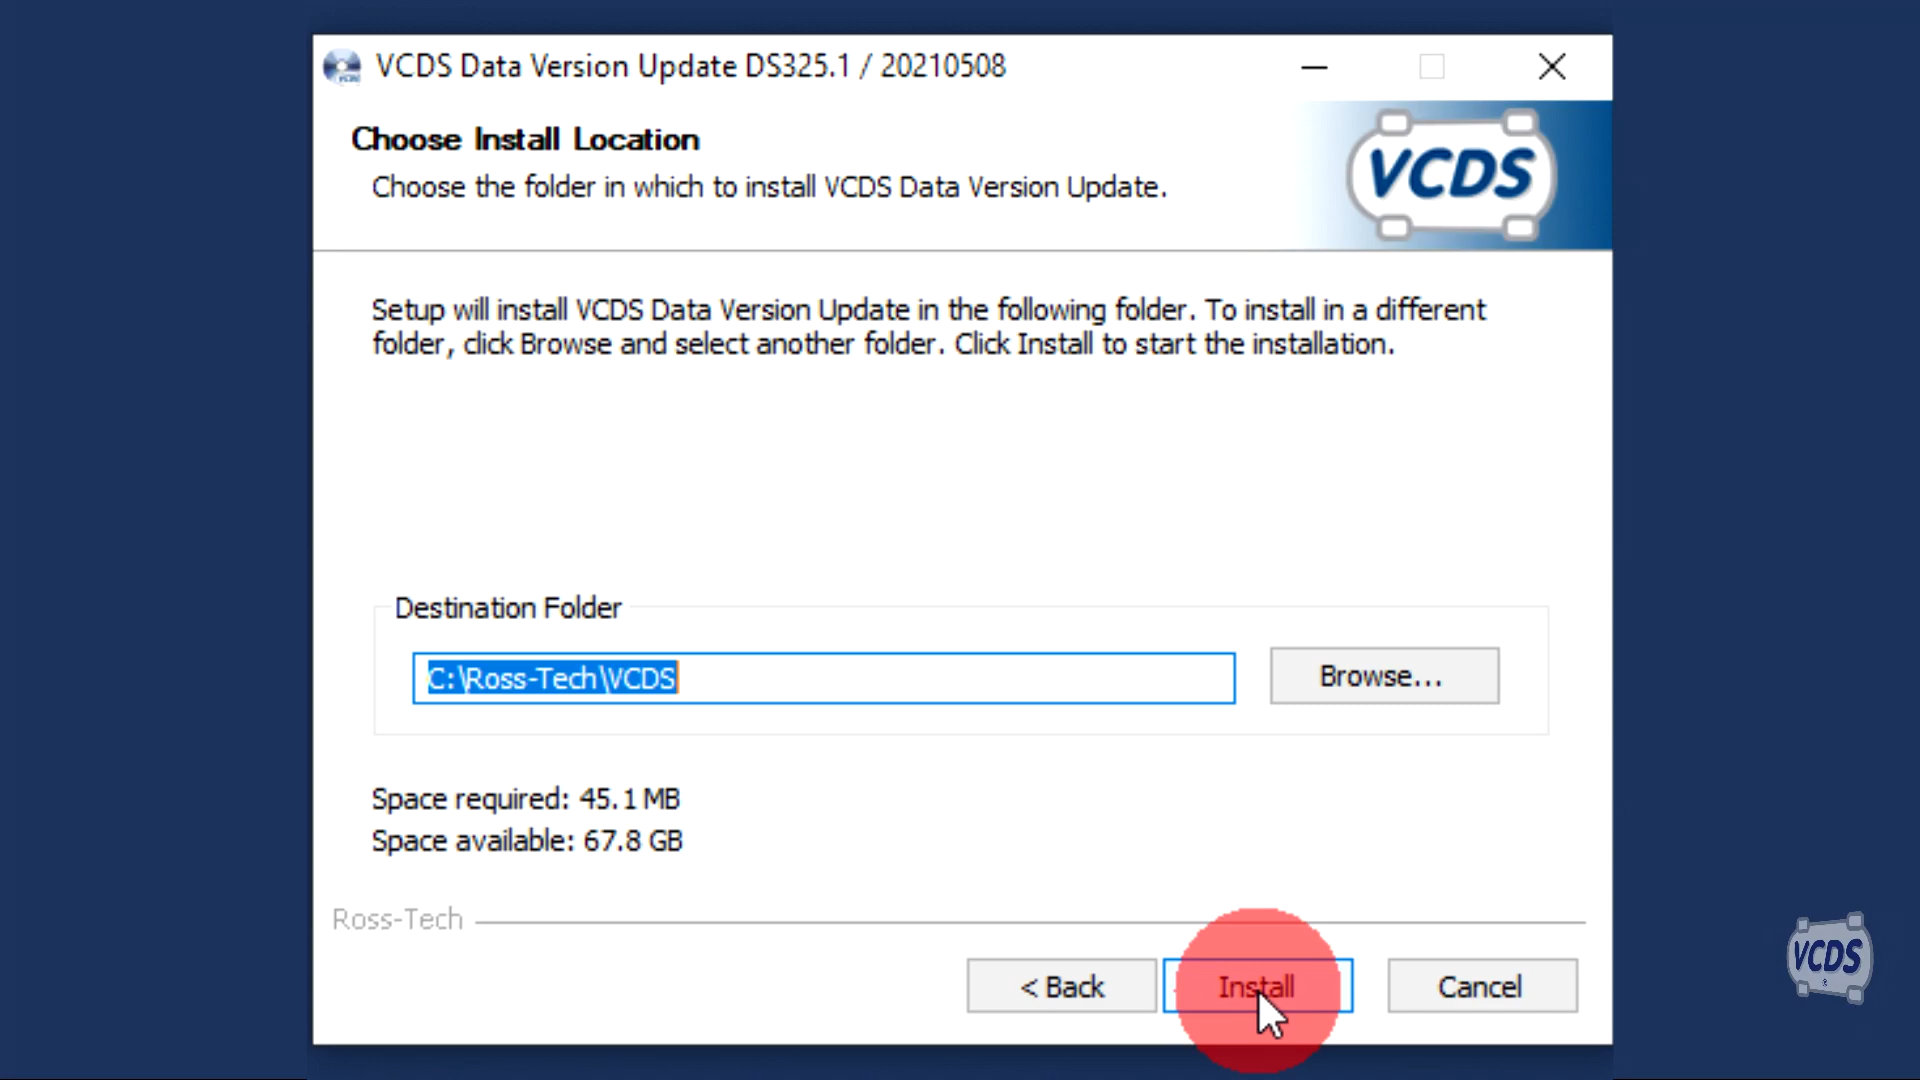 VCDS Data Version Update DS325.1 / 20210508
Choose Install Location
Choose the folder in which to install VCDS Data Version Update.
VCDS
Setup will install VCDS Data Version Update in the following folder. To install in a different
folder, click Browse and select another folder. Click Install to start the installation.
Destination Folder
C:\Ross-Tech\VCDS
Browse...
Space required: 45.1 MB
Space available: 67.8 GB
Ross-Tech
< Back
Install
Cancel
VCDS
®